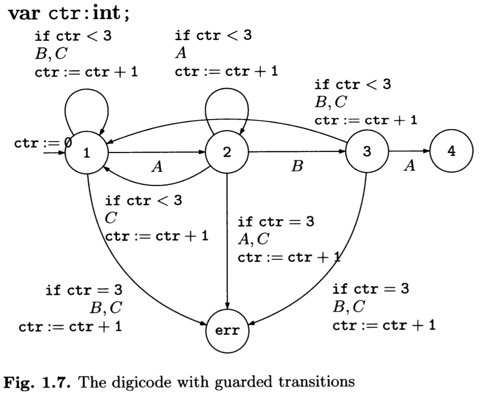 var ctr:int;
if ctr < 3
B, C
ctr := ctr + 1
if ctr < 3
A
ctr := ctr + 1
if ctr < 3
B, C
ctr := ctr + 1
ctr := 0
1
A
2
B
3
A
4
if ctr < 3
C
ctr := ctr + 1
if ctr = 3
A, C
ctr := ctr + 1
if ctr = 3
B, C
ctr := ctr + 1
if ctr = 3
B, C
ctr := ctr + 1
err
Fig. 1.7. The digicode with guarded transitions